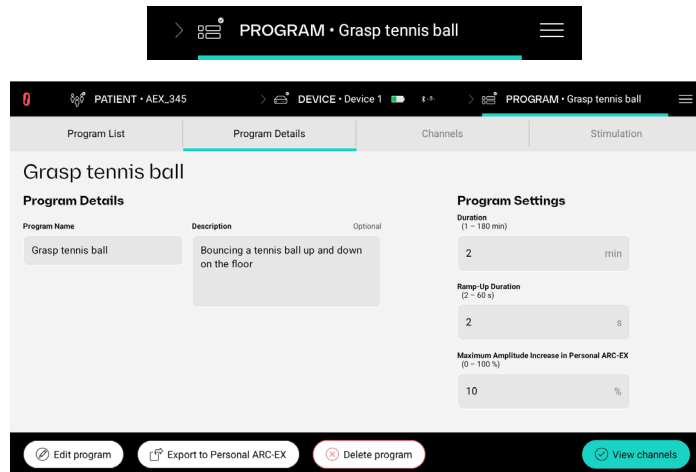 PROGRAM • Grasp tennis ball
PATIENT • AEX_345
DEVICE • Device 1
PROGRAM • Grasp tennis ball
Program List
Program Details
Channels
Stimulation
Grasp tennis ball
Program Details
Program Name
Grasp tennis ball
Description
Optional
Bouncing a tennis ball up and down
on the floor
Program Settings
Duration
(1 – 180 min)
2 min
Ramp-Up Duration
(2 – 60 s)
2 s
Maximum Amplitude Increase in Personal ARC-EX
(0 – 100 %)
10 %
Edit program
Export to Personal ARC-EX
Delete program
View channels